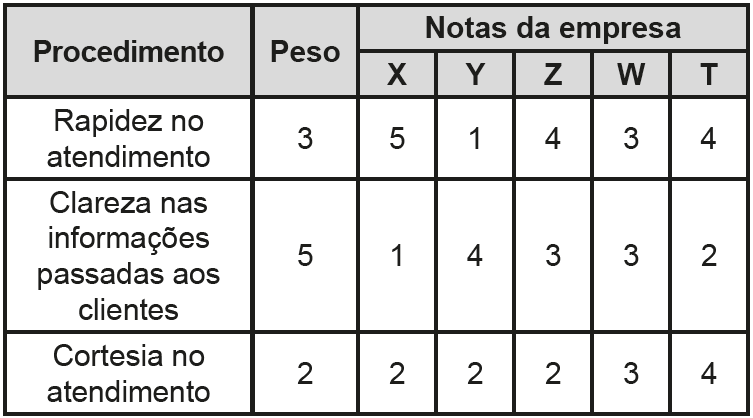 Procedimento Peso Notas da empresa
X Y Z W T
Rapidez no
atendimento 3 5 1 4 3 4
Clareza nas
informações
passadas aos
clientes 5 1 4 3 3 2
Cortesia no
atendimento 2 2 2 2 3 4